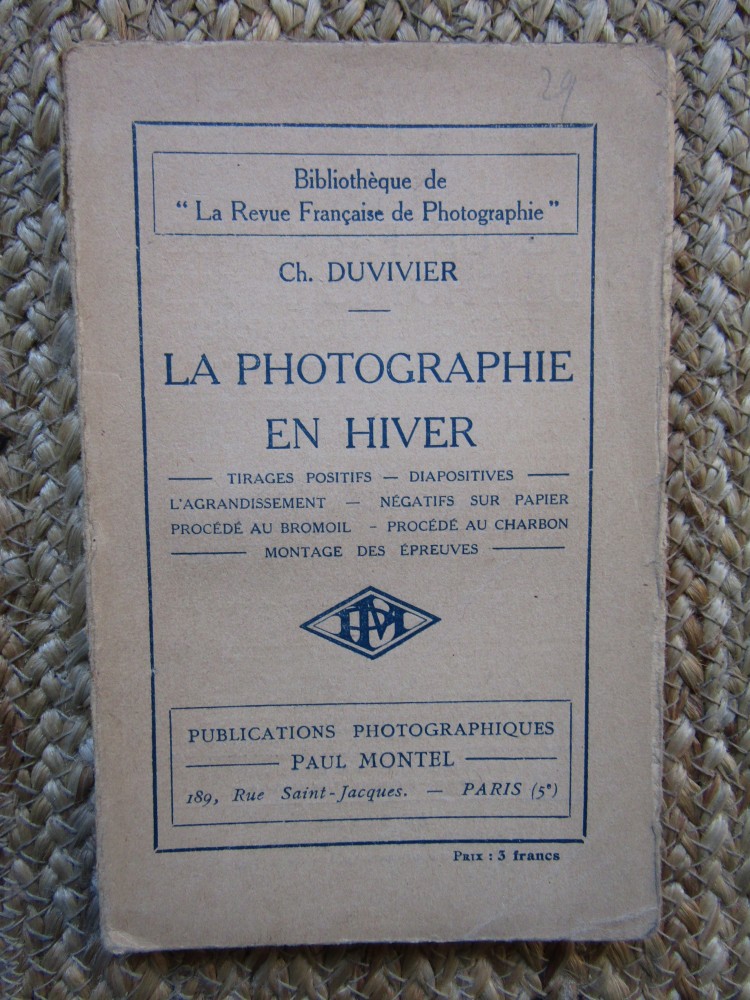 29
Bibliothèque de
“ La Revue Française de Photographie ”
Ch. DUVIVIER
LA PHOTOGRAPHIE
EN HIVER
TIRAGES POSITIFS — DIAPOSITIVES
L'AGRANDISSEMENT — NÉGATIFS SUR PAPIER
PROCÉDÉ AU BROMOIL - PROCÉDÉ AU CHARBON
MONTAGE DES ÉPREUVES
PUBLICATIONS PHOTOGRAPHIQUES
PAUL MONTEL
189, Rue Saint-Jacques. — PARIS (5ᵉ)
PRIX : 3 francs